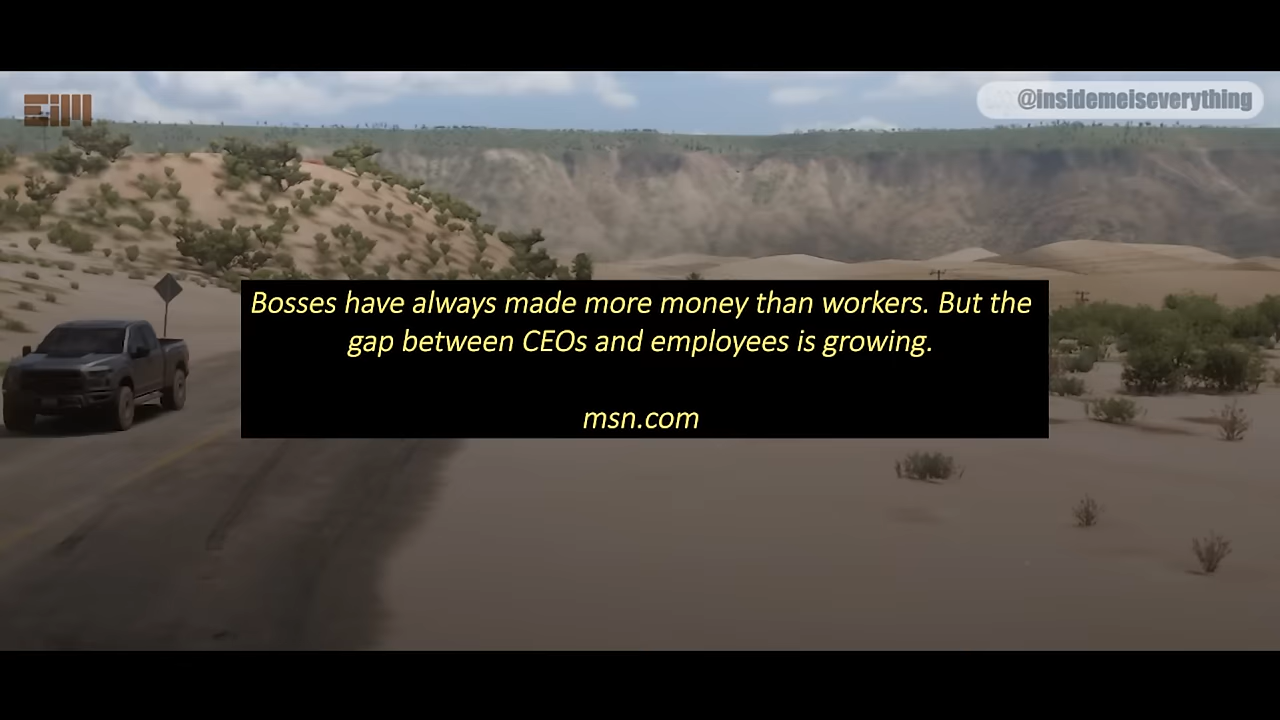 EiM
@insidemeiseverything
Bosses have always made more money than workers. But the
gap between CEOs and employees is growing.
msn.com